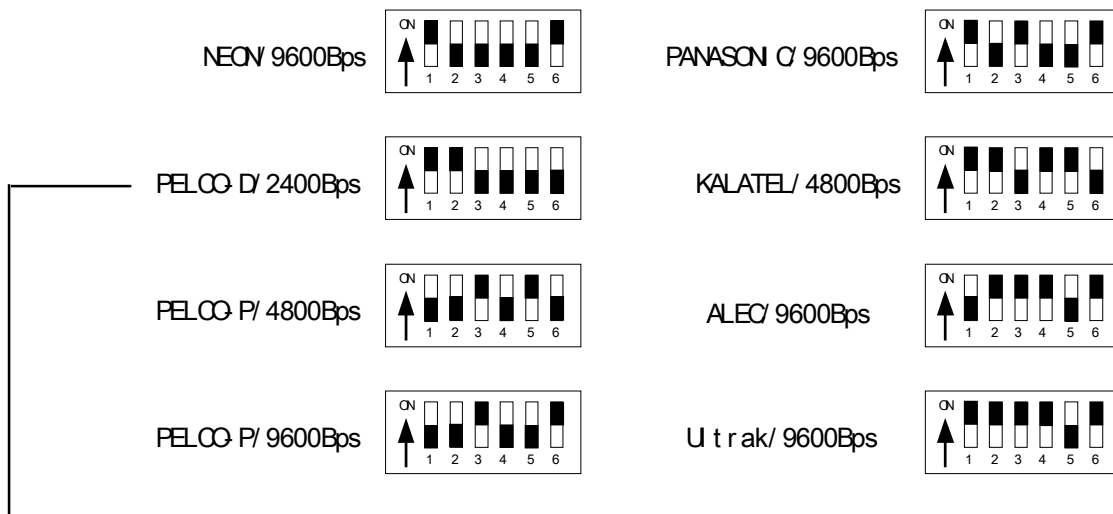 NEON/ 9600Bps
ON
1 2 3 4 5 6
PANASONIC/ 9600Bps
ON
1 2 3 4 5 6
PELCO-D/ 2400Bps
ON
1 2 3 4 5 6
KALATEL/ 4800Bps
ON
1 2 3 4 5 6
PELCO-P/ 4800Bps
ON
1 2 3 4 5 6
ALEC/ 9600Bps
ON
1 2 3 4 5 6
PELCO-P/ 9600Bps
ON
1 2 3 4 5 6
Ultrak/ 9600Bps
ON
1 2 3 4 5 6